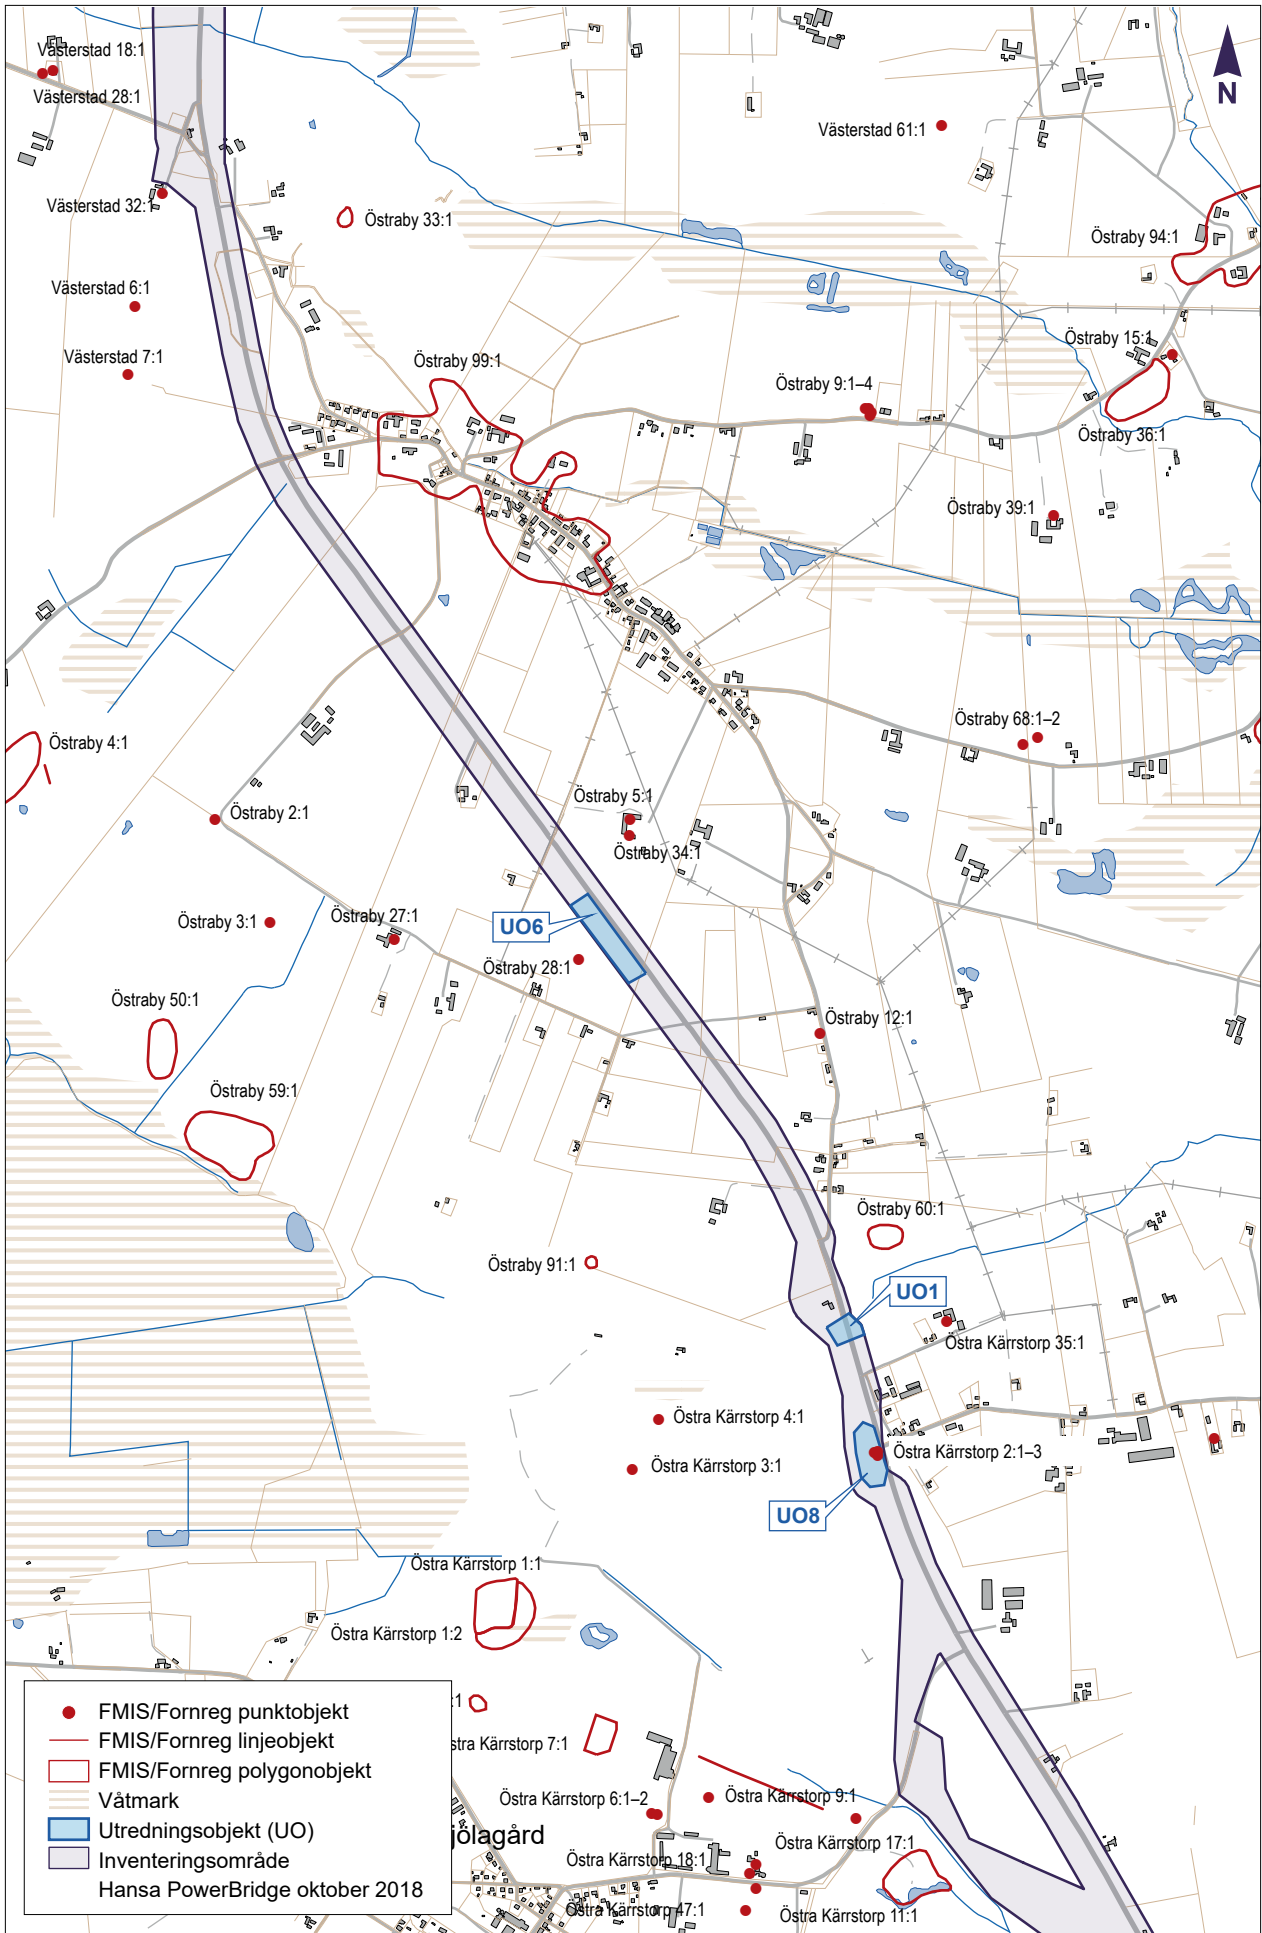 Västerstad 18:1
Västerstad 28:1
N
Västerstad 61:1
Västerstad 32:1
Östraby 33:1
Östraby 94:1
Västerstad 6:1
Östraby 15:1
Västerstad 7:1
Östraby 99:1
Östraby 9:1–4
Östraby 36:1
Östraby 39:1
Östraby 68:1–2
Östraby 4:1
Östraby 5:1
Östraby 2:1
Östraby 34:1
Östraby 3:1
Östraby 27:1
UO6
Östraby 28:1
Östraby 50:1
Östraby 12:1
Östraby 59:1
Östraby 60:1
Östraby 91:1
UO1
Östra Kärrstorp 35:1
Östra Kärrstorp 4:1
Östra Kärrstorp 2:1–3
Östra Kärrstorp 3:1
UO8
Östra Kärrstorp 1:1
Östra Kärrstorp 1:2
:1
stra Kärrstorp 7:1
Östra Kärrstorp 6:1–2
Östra Kärrstorp 9:1
jölagård
Östra Kärrstorp 17:1
Östra Kärrstorp 18:1
Östra Kärrstorp 47:1
Östra Kärrstorp 11:1
FMIS/Fornreg punktobjekt
FMIS/Fornreg linjeobjekt
FMIS/Fornreg polygonobjekt
Våtmark
Utredningsobjekt (UO)
Inventeringsområde
Hansa PowerBridge oktober 2018